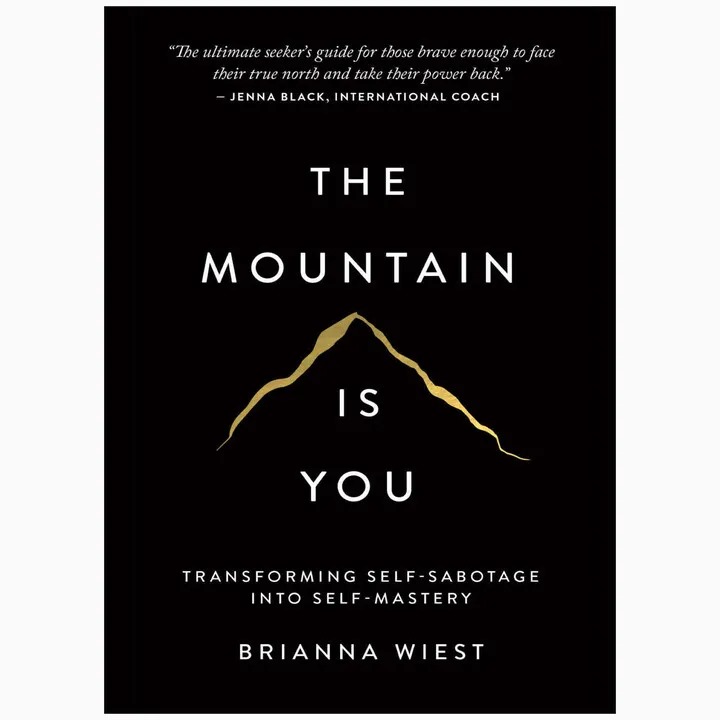 “The ultimate seeker’s guide for those brave enough to face
their true north and take their power back.”
– JENNA BLACK, INTERNATIONAL COACH
THE
MOUNTAIN
IS
YOU
TRANSFORMING SELF-SABOTAGE
INTO SELF-MASTERY
BRIANNA WIEST